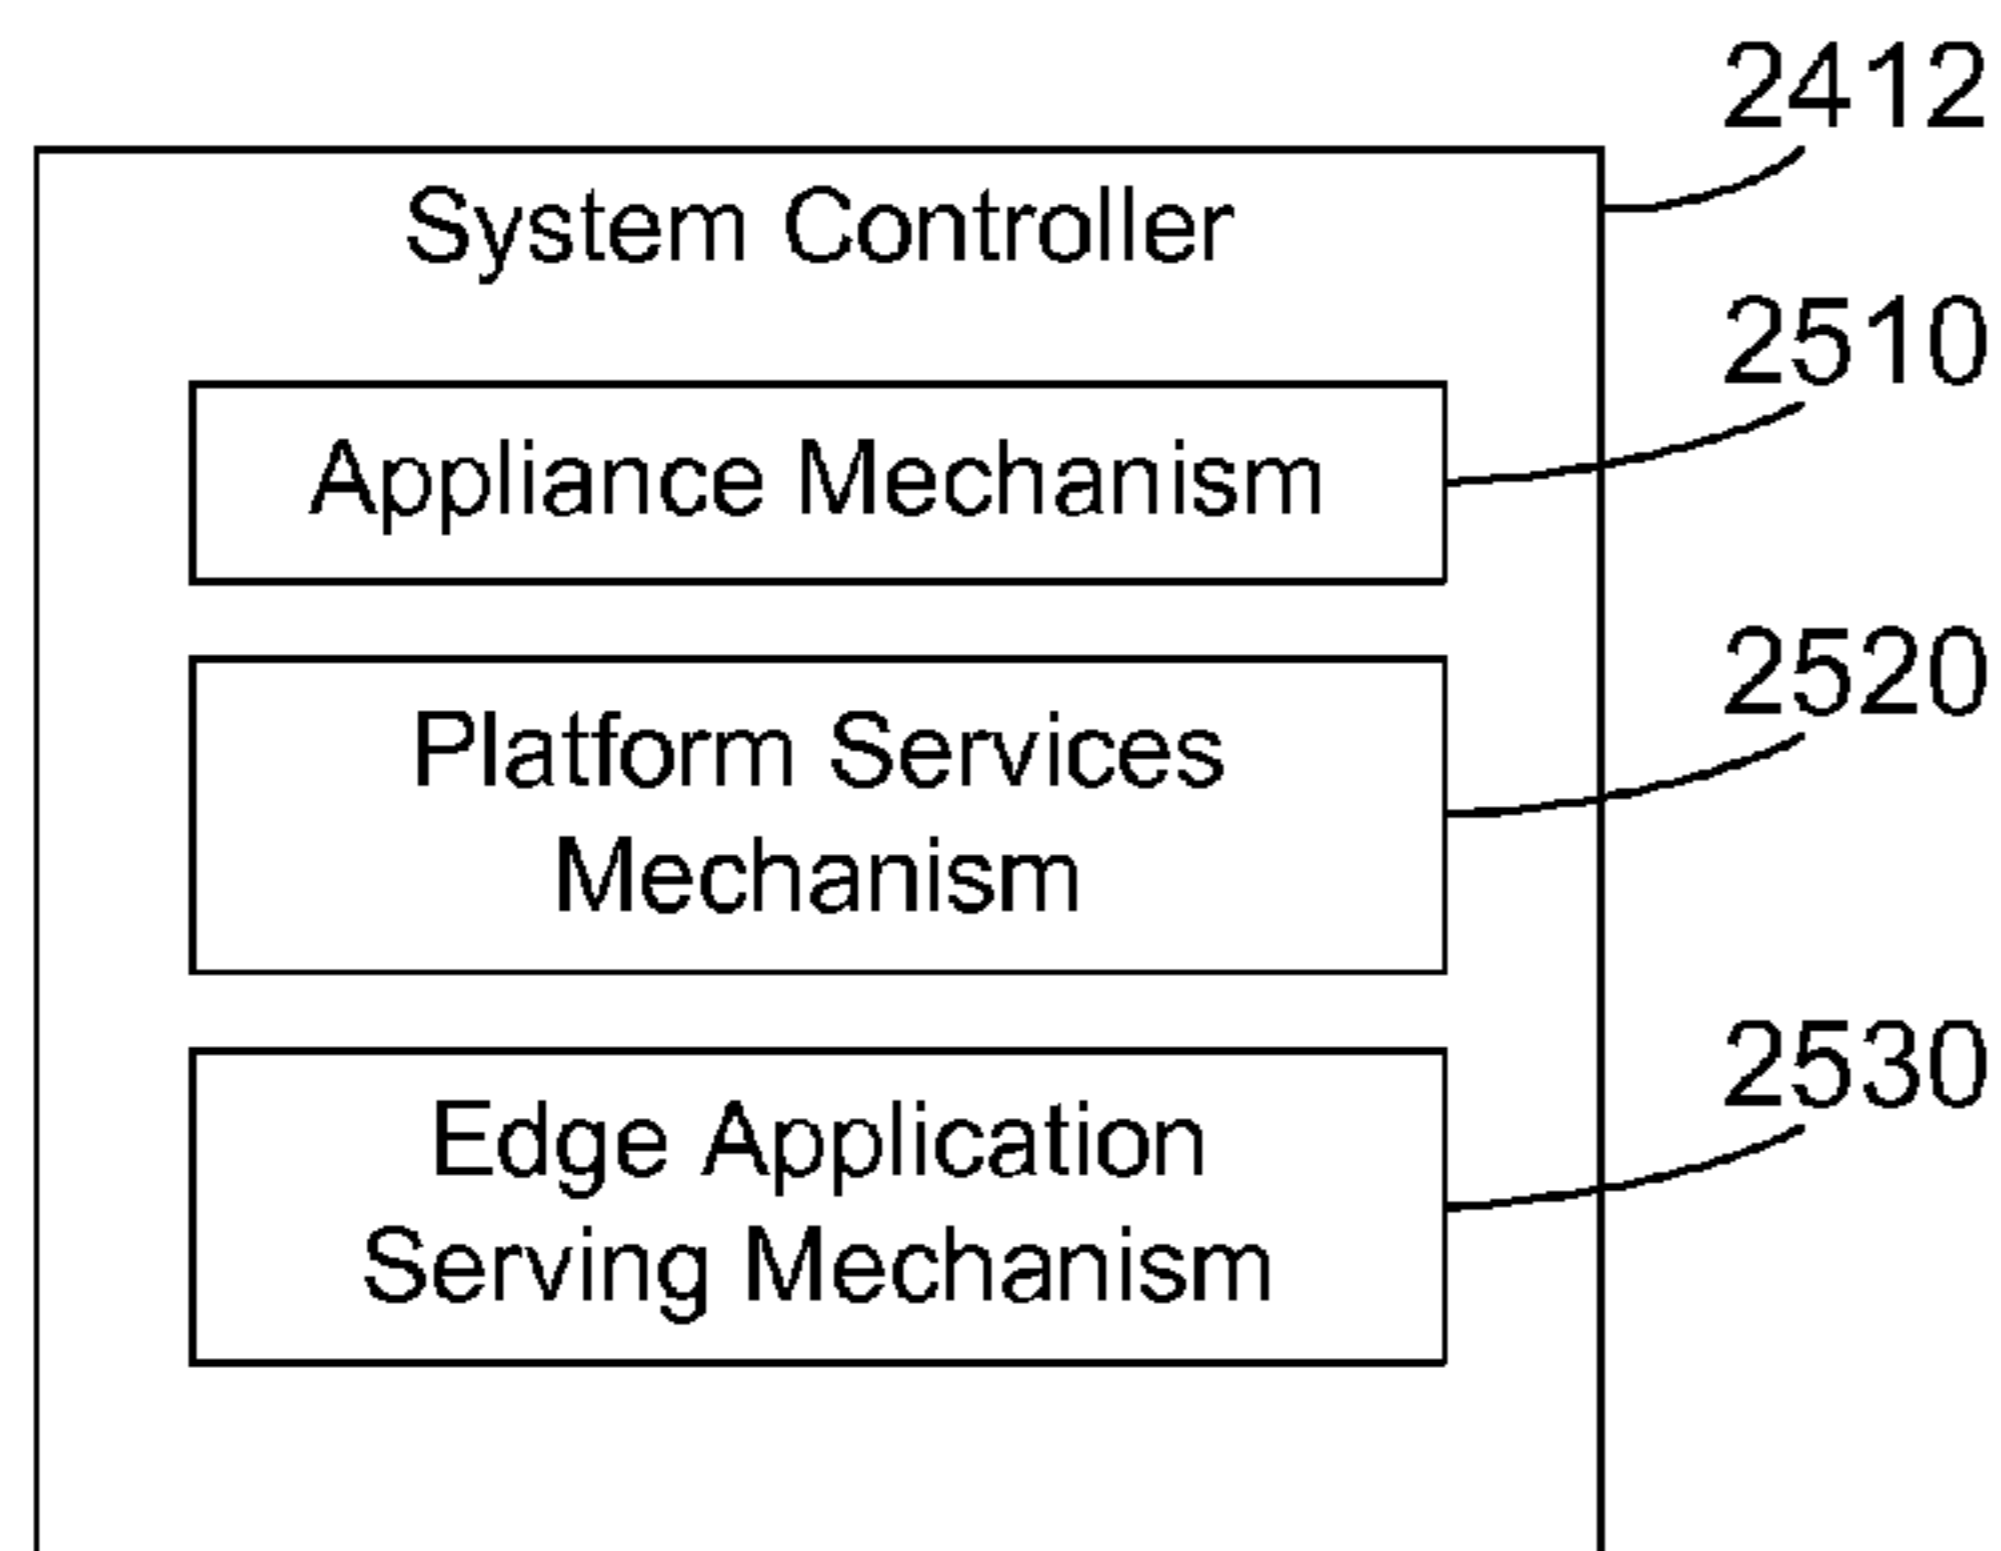 2412
System Controller
2510
Appliance Mechanism
2520
Platform Services
Mechanism
2530
Edge Application
Serving Mechanism